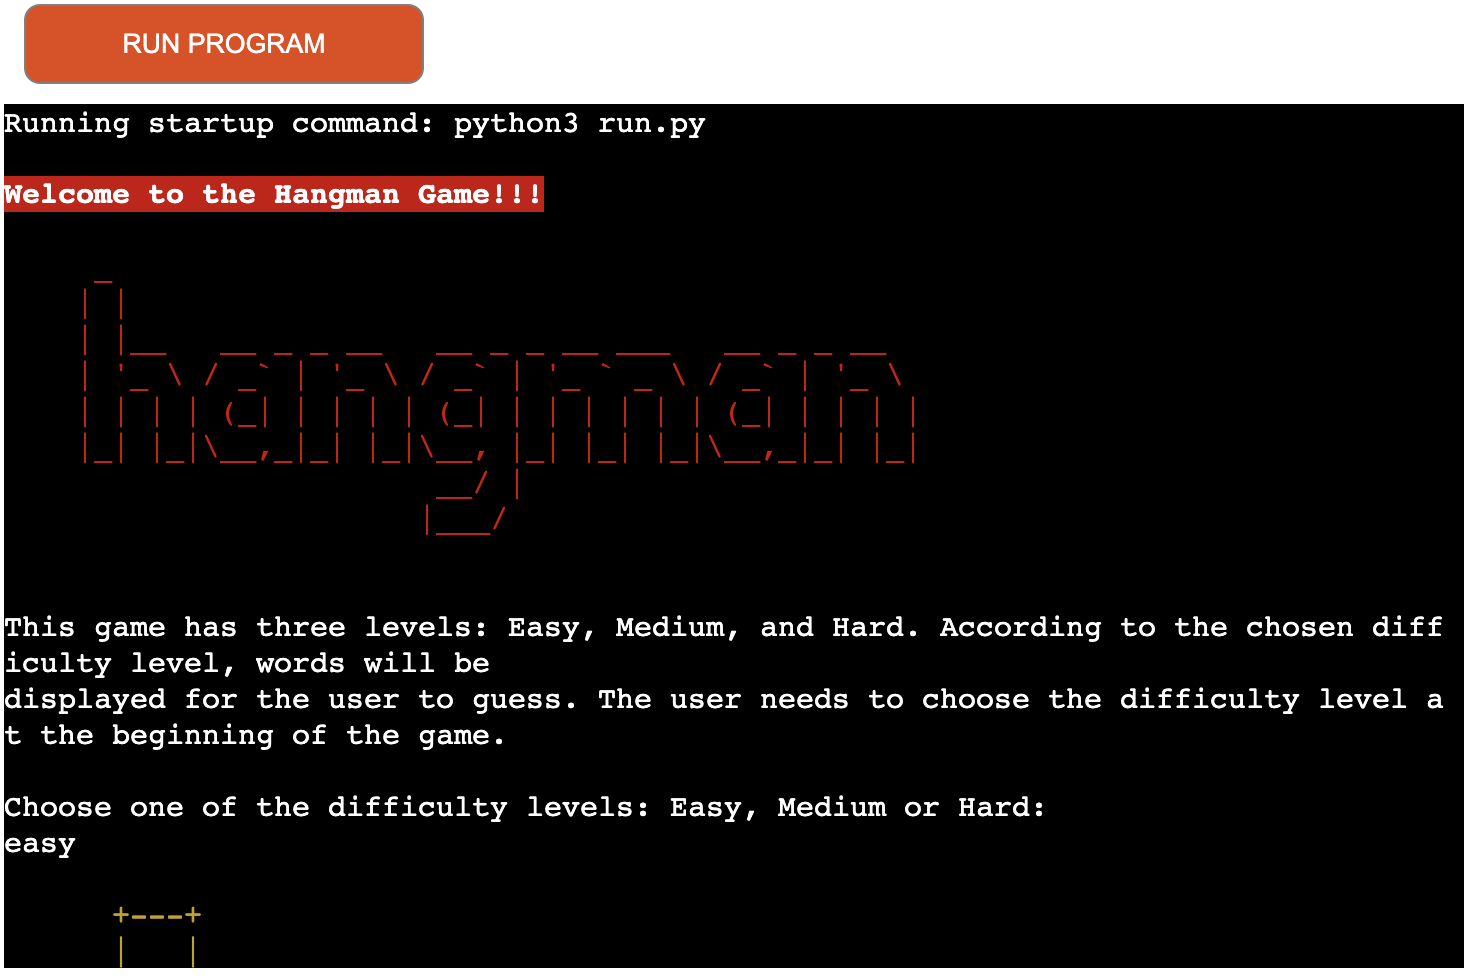 RUN PROGRAM
Running startup command: python3 run.py
Welcome to the Hangman Game!!!
hangman
This game has three levels: Easy, Medium, and Hard. According to the chosen diff
iculty level, words will be
displayed for the user to guess. The user needs to choose the difficulty level a
t the beginning of the game.
Choose one of the difficulty levels: Easy, Medium or Hard:
easy
+---+
|   |